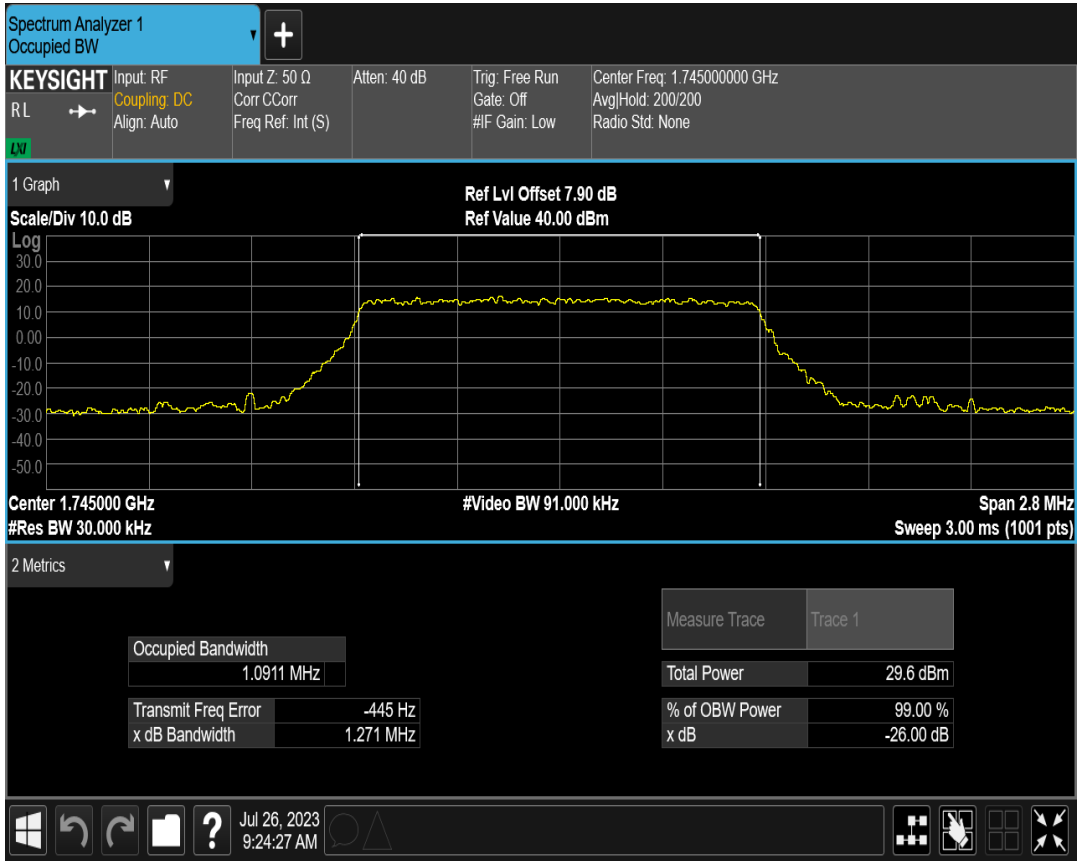 Spectrum Analyzer 1
Occupied BW
KEYSIGHT
R L
LXI
Input: RF
Coupling: DC
Align: Auto
Input Z: 50 Ω
Corr CCorr
Freq Ref: Int (S)
Atten: 40 dB
Trig: Free Run
Gate: Off
#IF Gain: Low
Center Freq: 1.745000000 GHz
Avg|Hold: 200/200
Radio Std: None
1 Graph
Scale/Div 10.0 dB
Ref Lvl Offset 7.90 dB
Ref Value 40.00 dBm
Log
30.0
20.0
10.0
0.00
-10.0
-20.0
-30.0
-40.0
-50.0
Center 1.745000 GHz
#Video BW 91.000 kHz
Span 2.8 MHz
#Res BW 30.000 kHz
Sweep 3.00 ms (1001 pts)
2 Metrics
Measure Trace Trace 1
Occupied Bandwidth
1.0911 MHz
Total Power 29.6 dBm
Transmit Freq Error -445 Hz
% of OBW Power 99.00 %
x dB Bandwidth 1.271 MHz
x dB -26.00 dB
?
Jul 26, 2023
9:24:27 AM